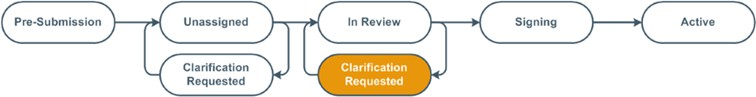 Pre-Submission
Unassigned
In Review
Signing
Active
Clarification
Requested
Clarification
Requested